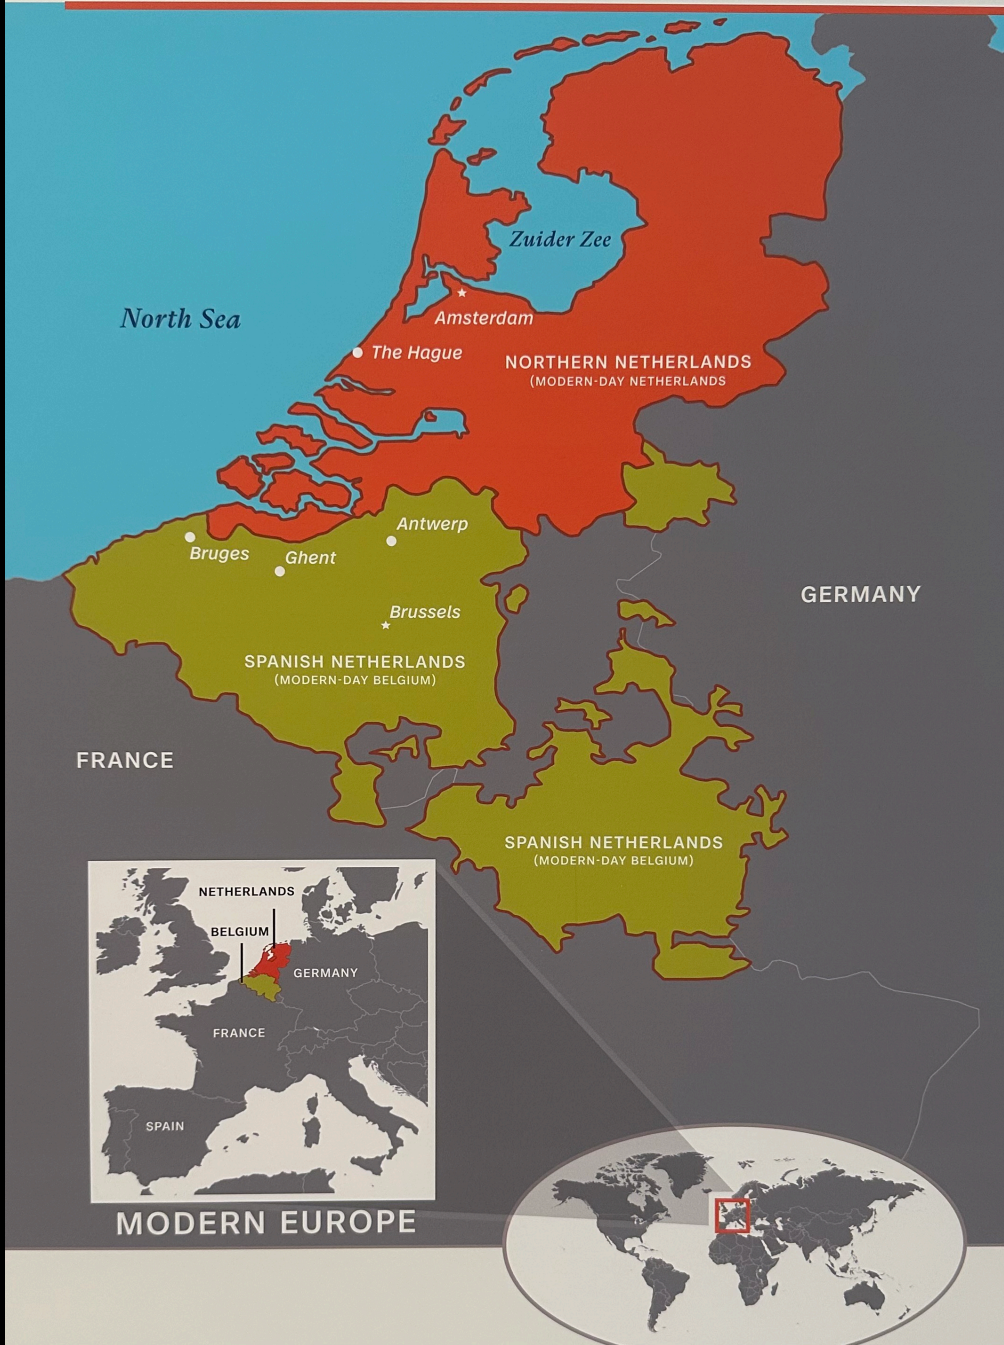 North Sea
Zuider Zee
Amsterdam
The Hague
NORTHERN NETHERLANDS
(MODERN-DAY NETHERLANDS
Antwerp
Bruges
Ghent
Brussels
SPANISH NETHERLANDS
(MODERN-DAY BELGIUM)
GERMANY
FRANCE
SPANISH NETHERLANDS
(MODERN-DAY BELGIUM)
NETHERLANDS
BELGIUM
GERMANY
FRANCE
SPAIN
MODERN EUROPE